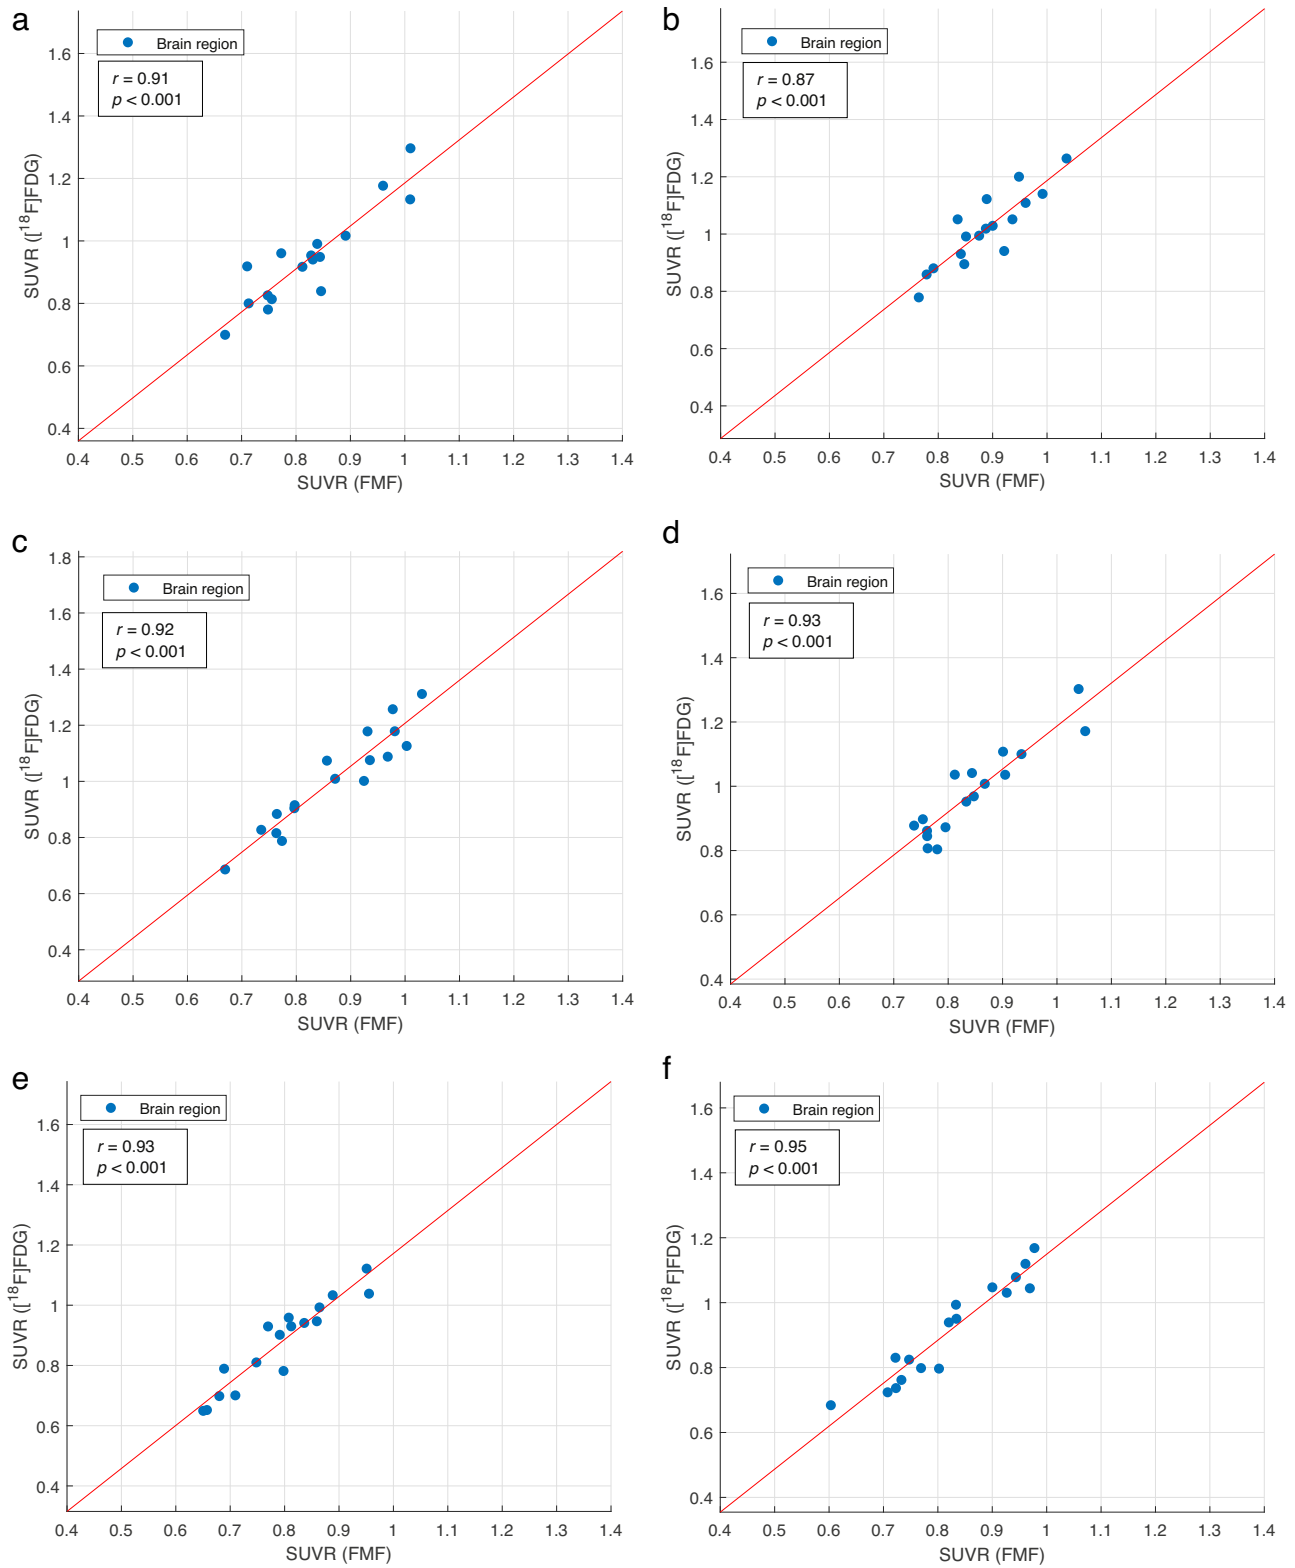 a
Brain region
r = 0.91
p < 0.001
1.6
1.4
1.2
1
0.8
0.6
0.4
SUVR ([18F]FDG)
0.4 0.5 0.6 0.7 0.8 0.9 1 1.1 1.2 1.3 1.4
SUVR (FMF)
b
Brain region
r = 0.87
p < 0.001
1.6
1.4
1.2
1
0.8
0.6
0.4
SUVR ([18F]FDG)
0.4 0.5 0.6 0.7 0.8 0.9 1 1.1 1.2 1.3 1.4
SUVR (FMF)
c
Brain region
r = 0.92
p < 0.001
1.8
1.6
1.4
1.2
1
0.8
0.6
0.4
SUVR ([18F]FDG)
0.4 0.5 0.6 0.7 0.8 0.9 1 1.1 1.2 1.3 1.4
SUVR (FMF)
d
Brain region
r = 0.93
p < 0.001
1.6
1.4
1.2
1
0.8
0.6
0.4
SUVR ([18F]FDG)
0.4 0.5 0.6 0.7 0.8 0.9 1 1.1 1.2 1.3 1.4
SUVR (FMF)
e
Brain region
r = 0.93
p < 0.001
1.6
1.4
1.2
1
0.8
0.6
0.4
SUVR ([18F]FDG)
0.4 0.5 0.6 0.7 0.8 0.9 1 1.1 1.2 1.3 1.4
SUVR (FMF)
f
Brain region
r = 0.95
p < 0.001
1.6
1.4
1.2
1
0.8
0.6
0.4
SUVR ([18F]FDG)
0.4 0.5 0.6 0.7 0.8 0.9 1 1.1 1.2 1.3 1.4
SUVR (FMF)